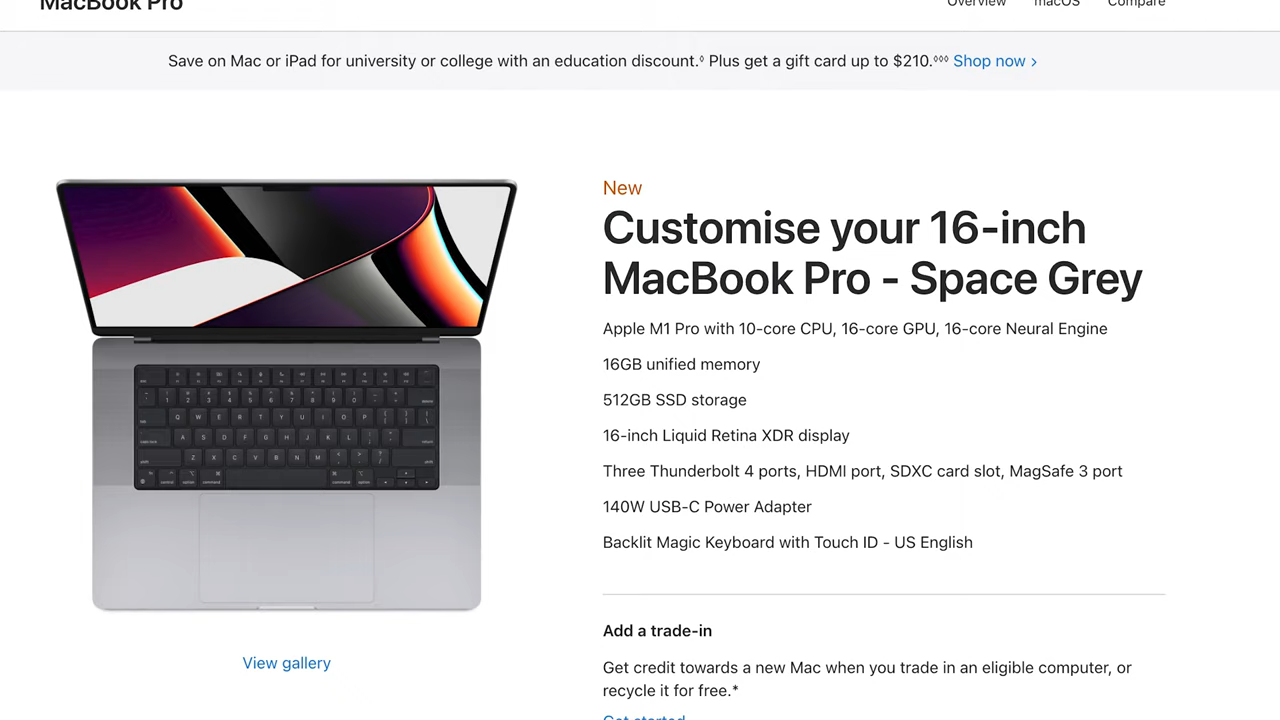 MacBook Pro
Overview macOS Compare
Save on Mac or iPad for university or college with an education discount.◊ Plus get a gift card up to $210.◊◊◊ Shop now >
New
Customise your 16-inch
MacBook Pro - Space Grey
Apple M1 Pro with 10-core CPU, 16-core GPU, 16-core Neural Engine
16GB unified memory
512GB SSD storage
16-inch Liquid Retina XDR display
Three Thunderbolt 4 ports, HDMI port, SDXC card slot, MagSafe 3 port
140W USB-C Power Adapter
Backlit Magic Keyboard with Touch ID - US English
View gallery
Add a trade-in
Get credit towards a new Mac when you trade in an eligible computer, or
recycle it for free.*
Get started